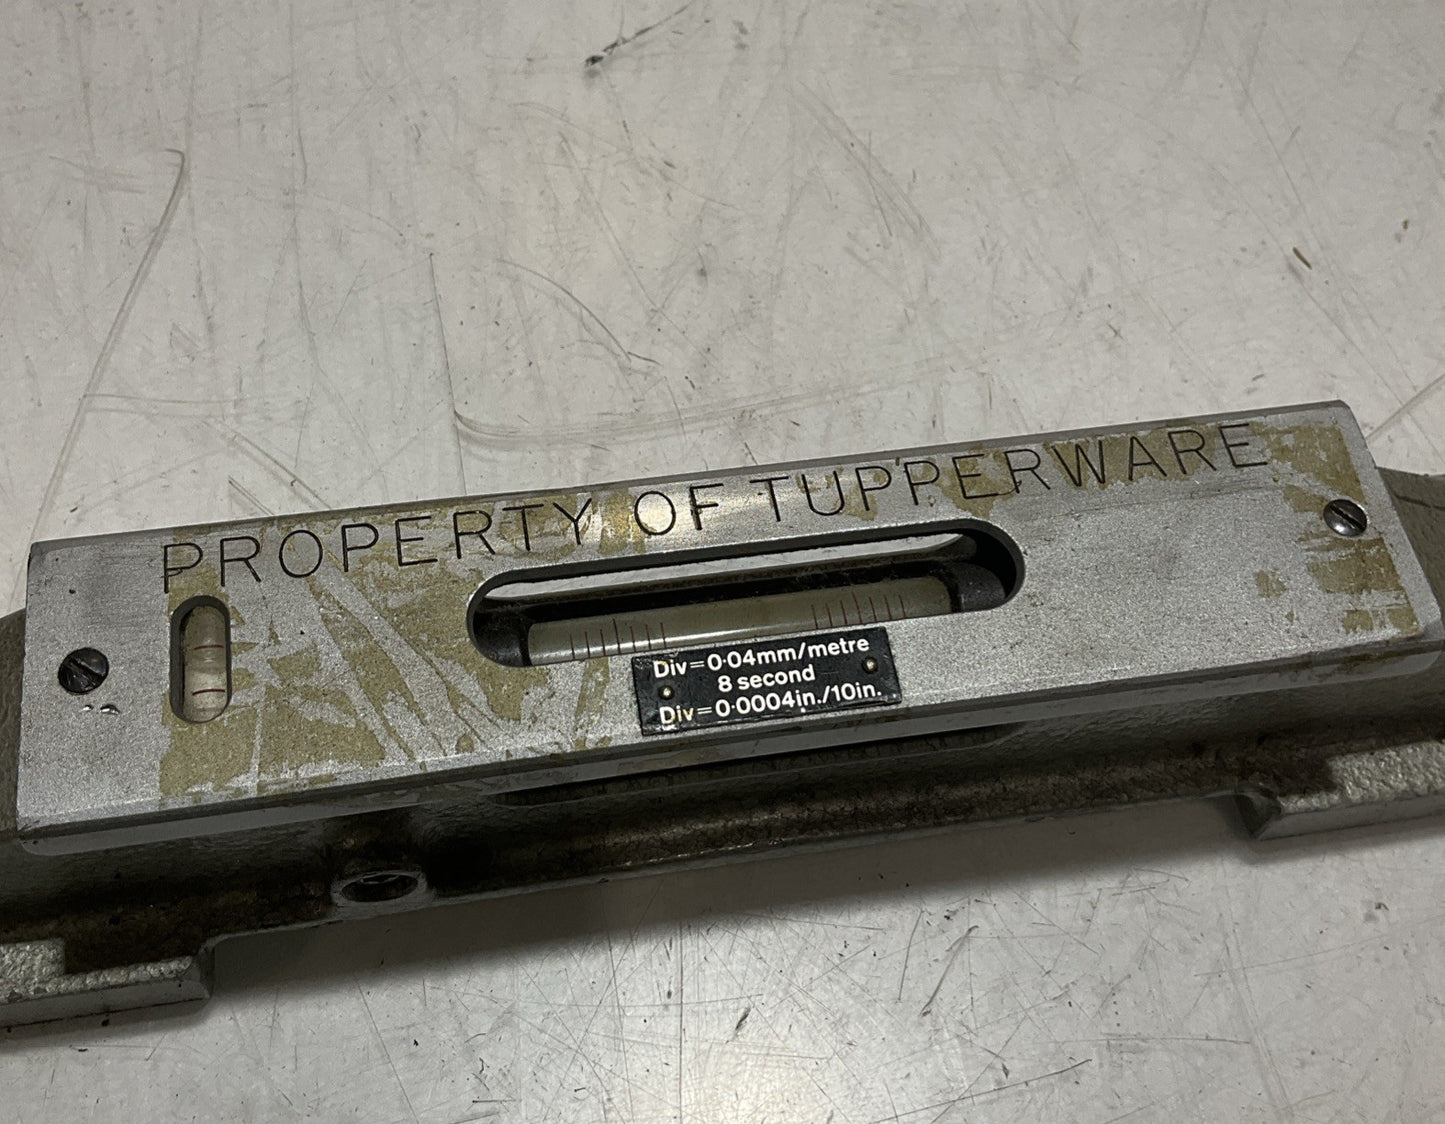 PROPERTY OF TUPPERWARE
Div=0·04mm/metre
8 second
Div=0·0004in./10in.